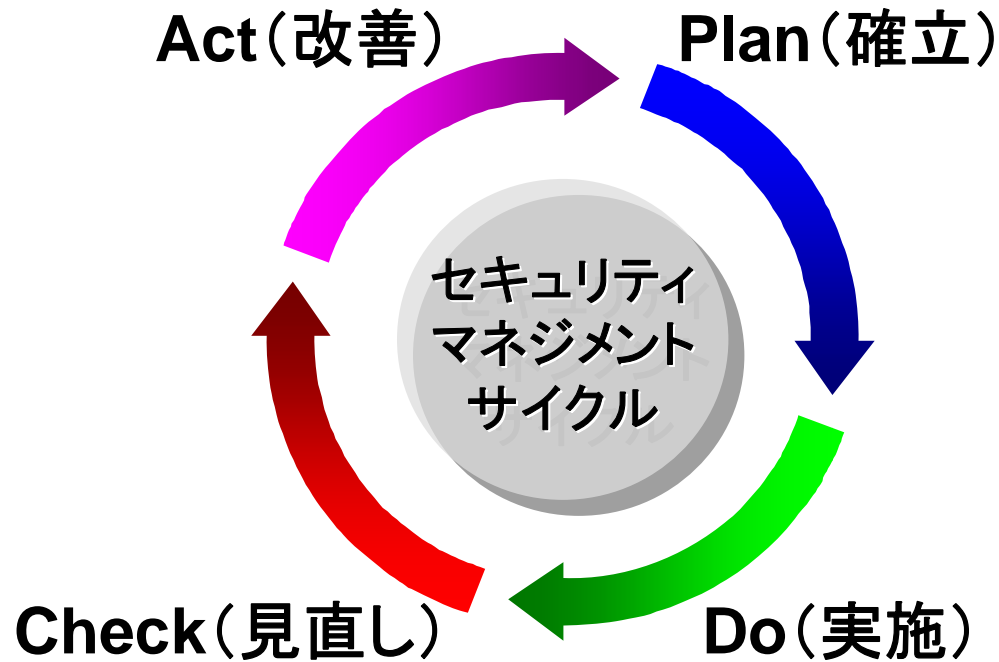 Act（改善）
Plan（確立）
セキュリティ
マネジメント
サイクル
Check（見直し）
Do（実施）